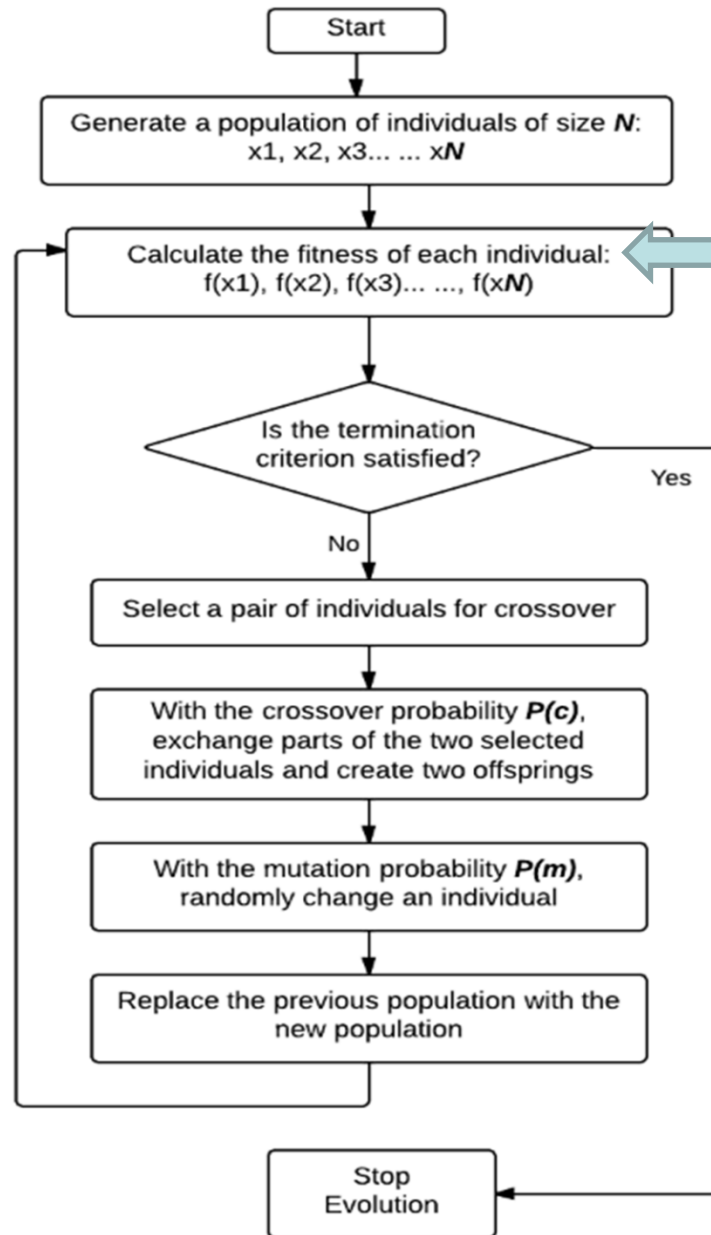 Start
Generate a population of individuals of size N:
x1, x2, x3... ... xN
Calculate the fitness of each individual:
f(x1), f(x2), f(x3)... ..., f(xN)
Is the termination
criterion satisfied?
Yes
No
Select a pair of individuals for crossover
With the crossover probability P(c),
exchange parts of the two selected
individuals and create two offsprings
With the mutation probability P(m),
randomly change an individual
Replace the previous population with the
new population
Stop
Evolution